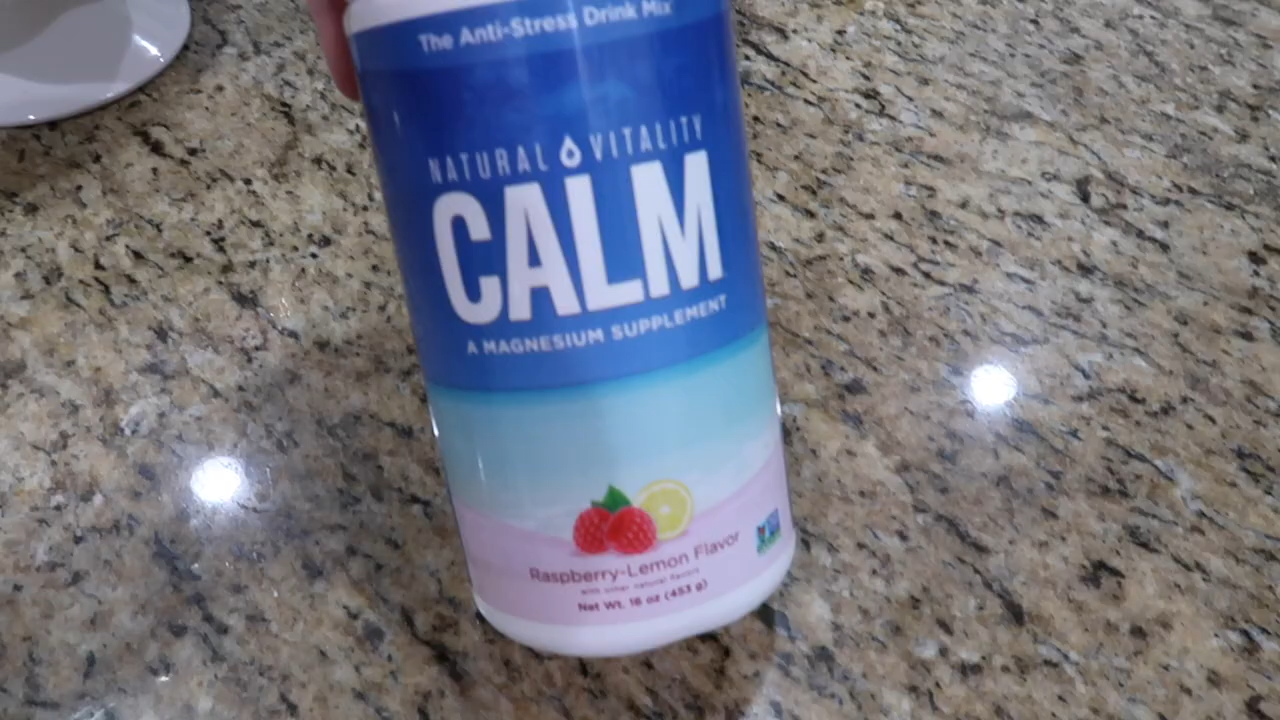 The Anti-Stress Drink Mix
NATURAL VITALITY
CALM
A MAGNESIUM SUPPLEMENT
Raspberry-Lemon Flavor
with other natural flavors
Net Wt. 16 oz (453 g)